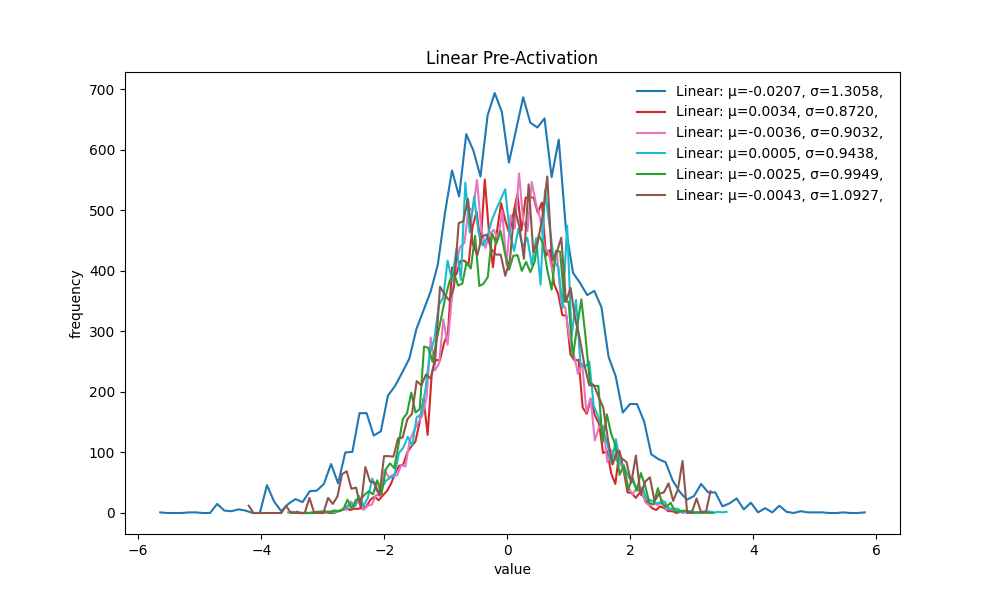 Linear Pre-Activation
700
600
500
400
300
200
100
0
frequency
Linear: μ=-0.0207, σ=1.3058,
Linear: μ=0.0034, σ=0.8720,
Linear: μ=-0.0036, σ=0.9032,
Linear: μ=0.0005, σ=0.9438,
Linear: μ=-0.0025, σ=0.9949,
Linear: μ=-0.0043, σ=1.0927,
−6 −4 −2 0 2 4 6
value